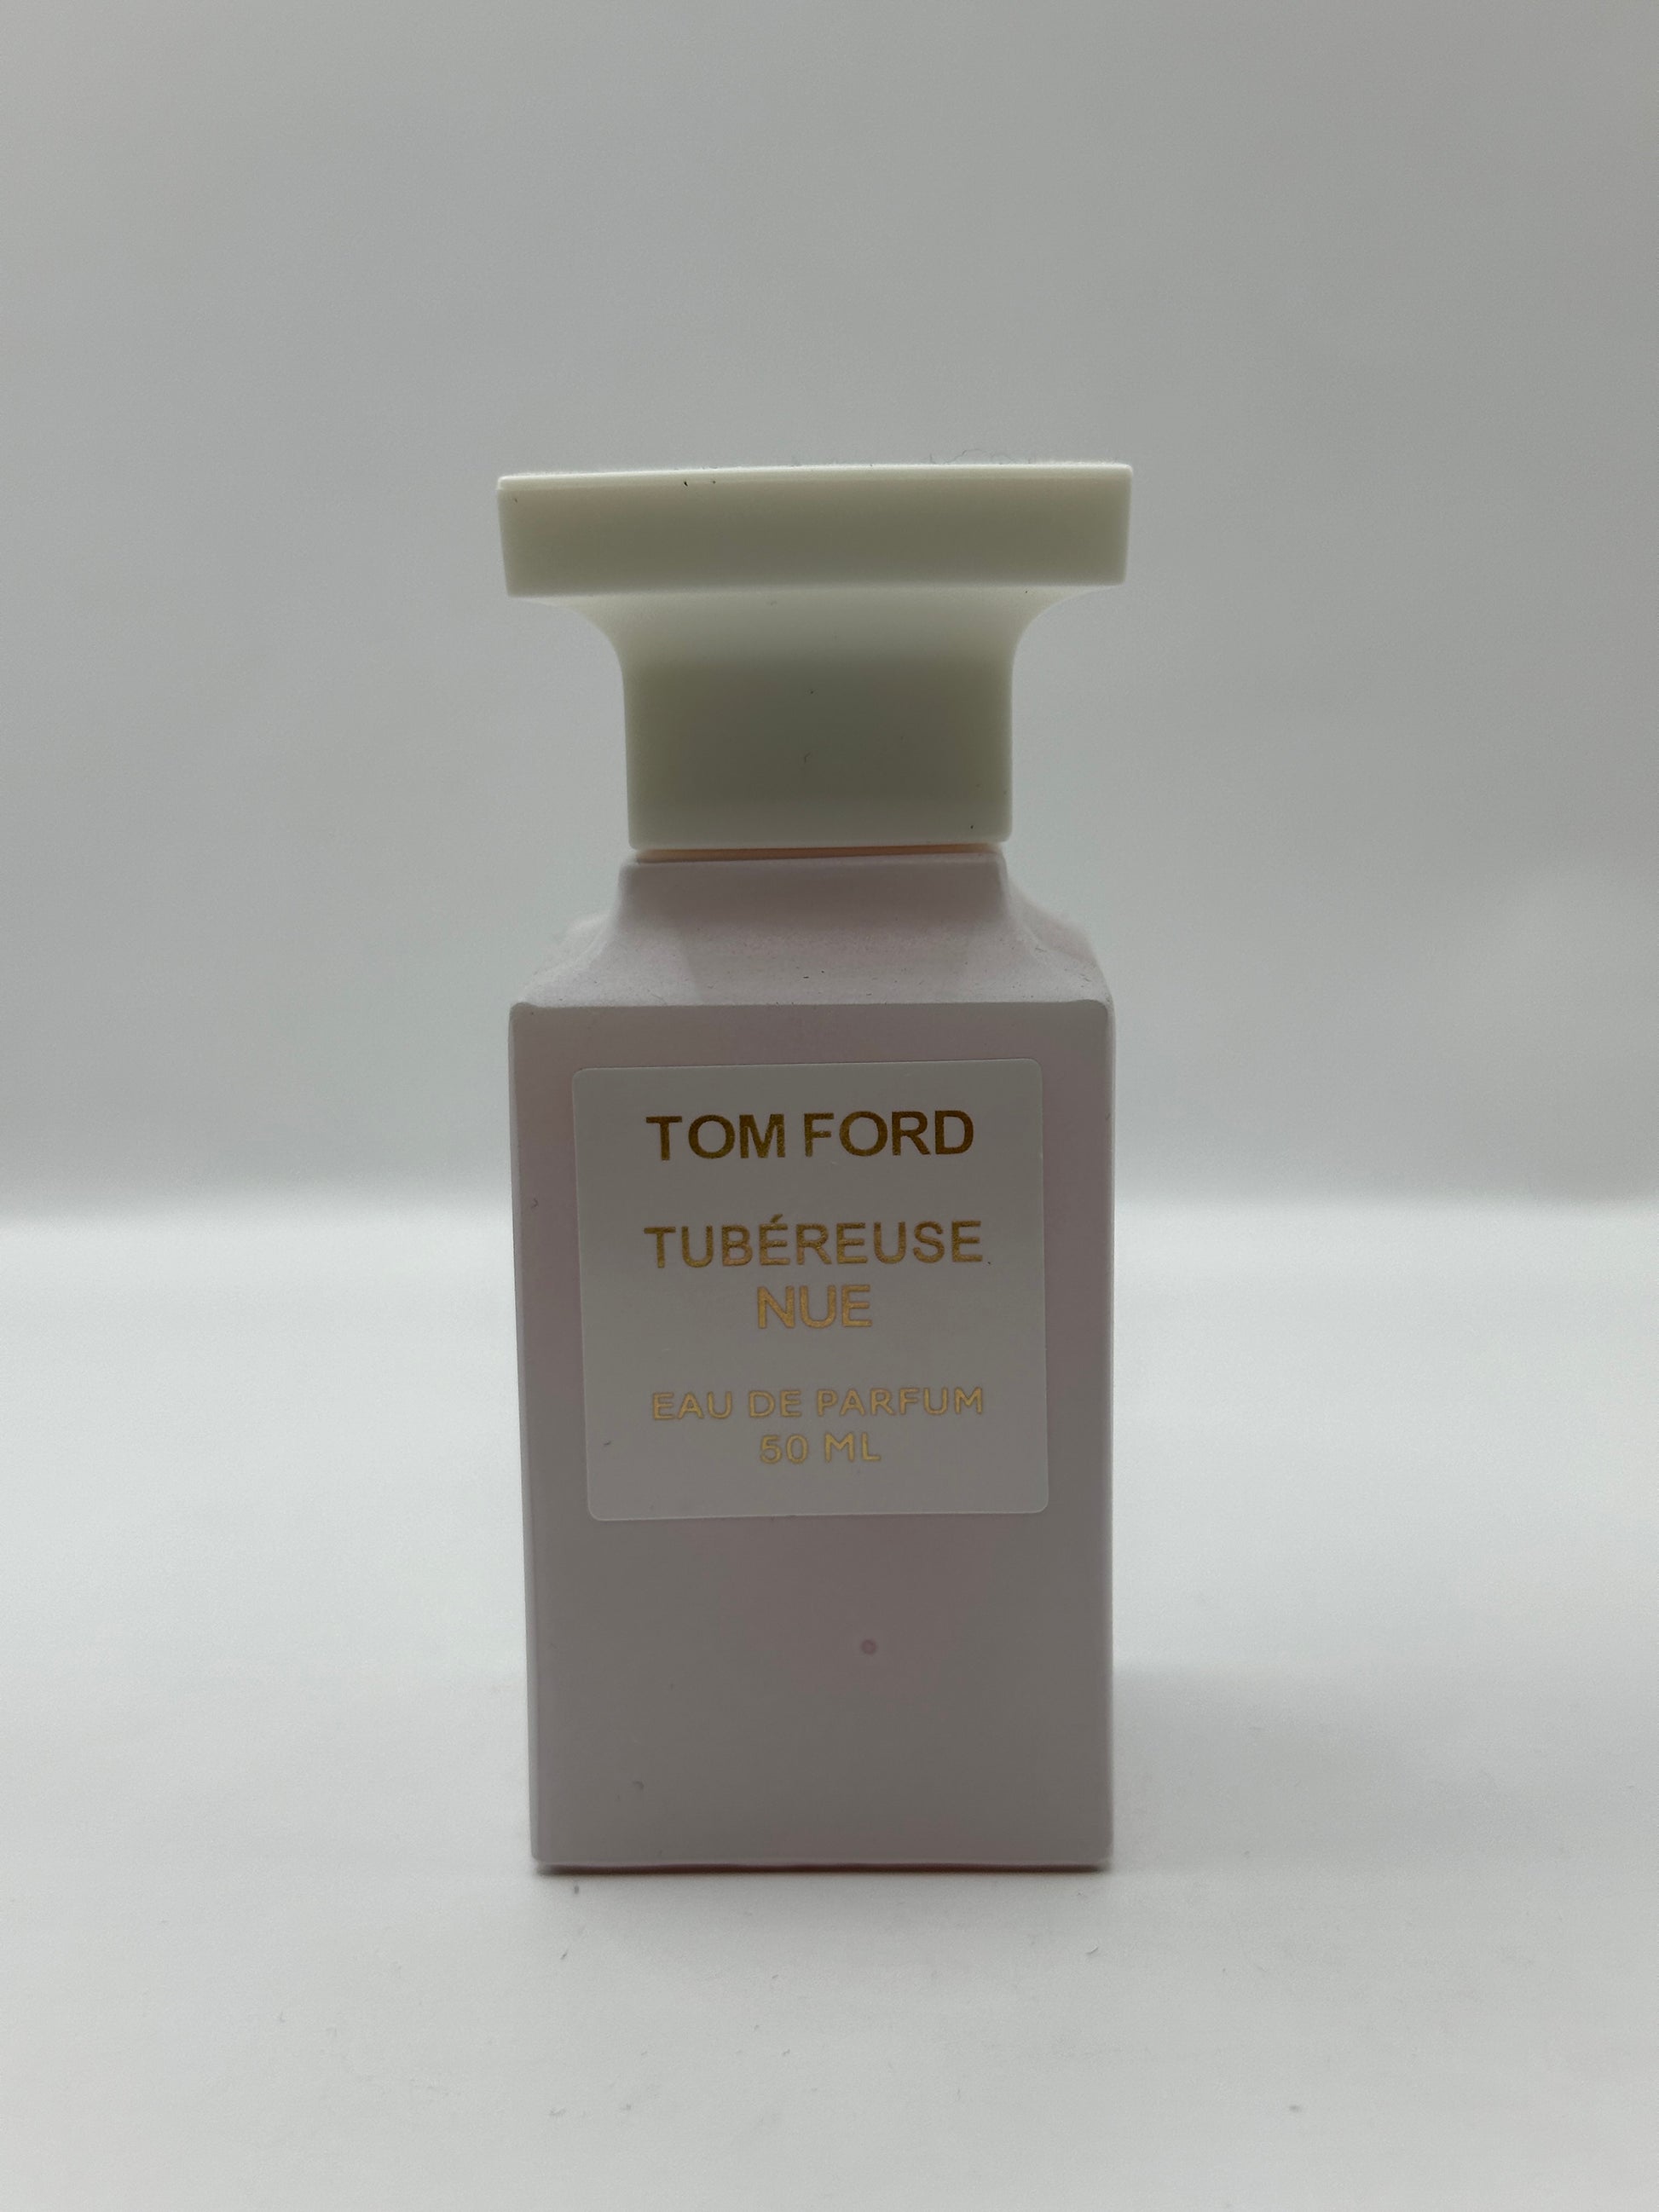 TOM FORD
TUBÉREUSE
NUE
EAU DE PARFUM
50 ML